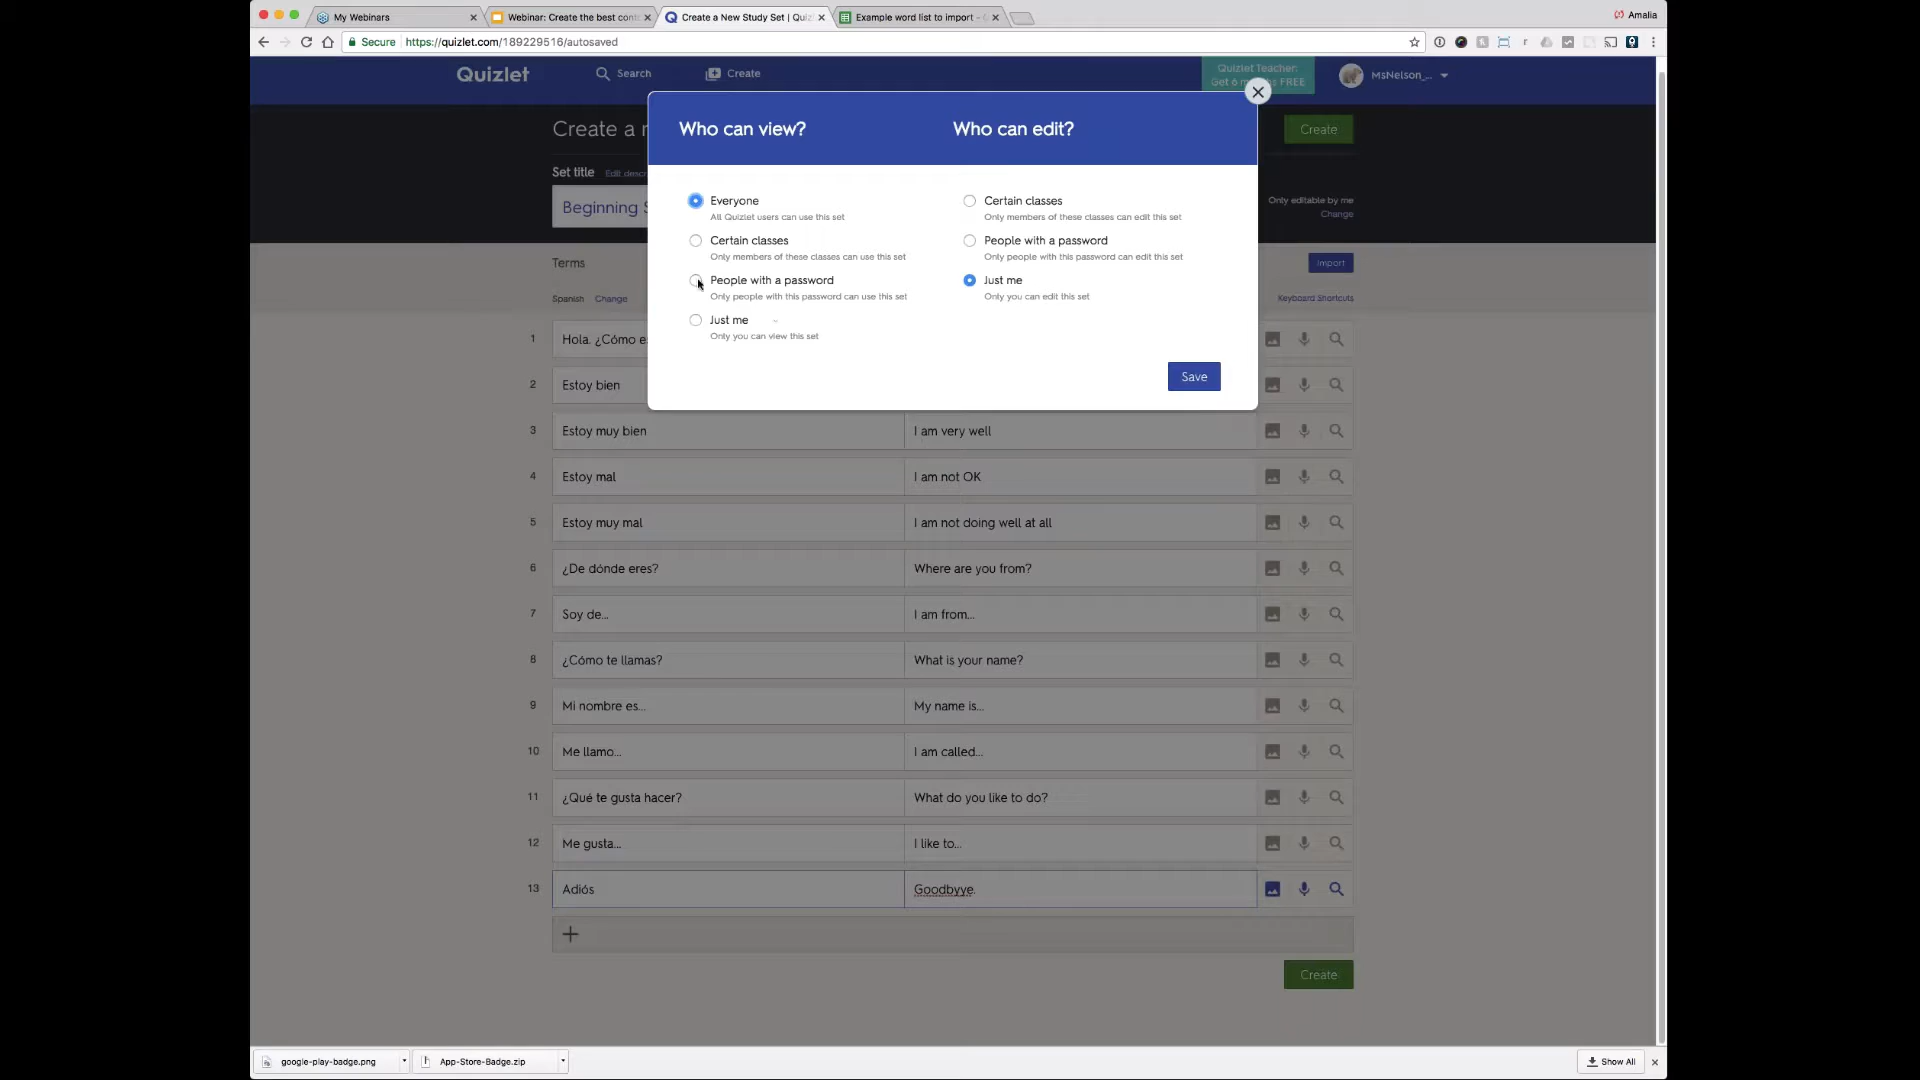 My Webinars
Webinar: Create the best con
Create a New Study Set | Quiz
Example word list to import -
Amalia
Secure
https://quizlet.com/189229516/autosaved
Quizlet
Search
Create
Quizlet Teacher:
Get 6 FREE
MsNelson_...
Who can view?
Who can edit?
Create a
Create
Set title
Beginning
Only editable by me
Change
Everyone
All Quizlet users can use this set
Certain classes
Only members of these classes can use this set
People with a password
Only people with this password can use this set
Just me
Only you can view this set
Certain classes
Only members of these classes can edit this set
People with a password
Only people with this password can edit this set
Just me
Only you can edit this set
Save
Terms
Import
Spanish Change
Keyboard Shortcuts
1 Hola. ¿Cómo
2 Estoy bien
3 Estoy muy bien I am very well
4 Estoy mal I am not OK
5 Estoy muy mal I am not doing well at all
6 ¿De dónde eres? Where are you from?
7 Soy de... I am from...
8 ¿Cómo te llamas? What is your name?
9 Mi nombre es... My name is...
10 Me llamo... I am called...
11 ¿Qué te gusta hacer? What do you like to do?
12 Me gusta... I like to...
13 Adiós Goodbyye.
Create
google-play-badge.png
App-Store-Badge.zip
Show All